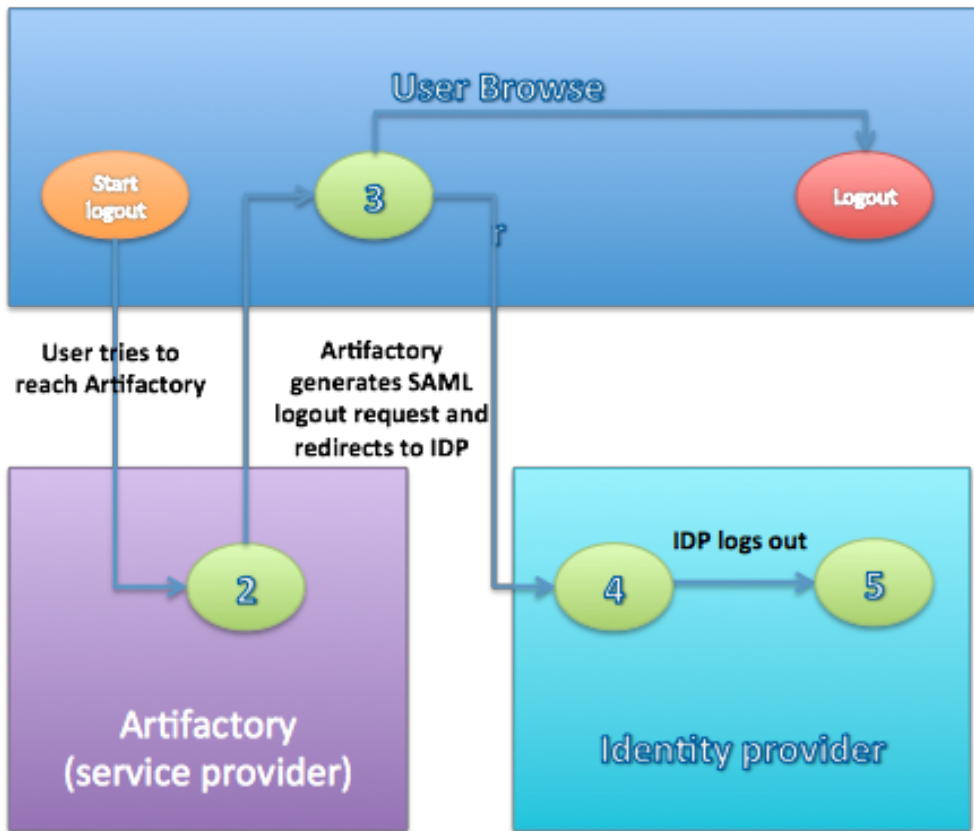 User Browse
r
Start
logout
3
Logout
User tries to
reach Artifactory
Artifactory
generates SAML
logout request and
redirects to IDP
2
Artifactory
(service provider)
IDP logs out
4
5
Identity provider